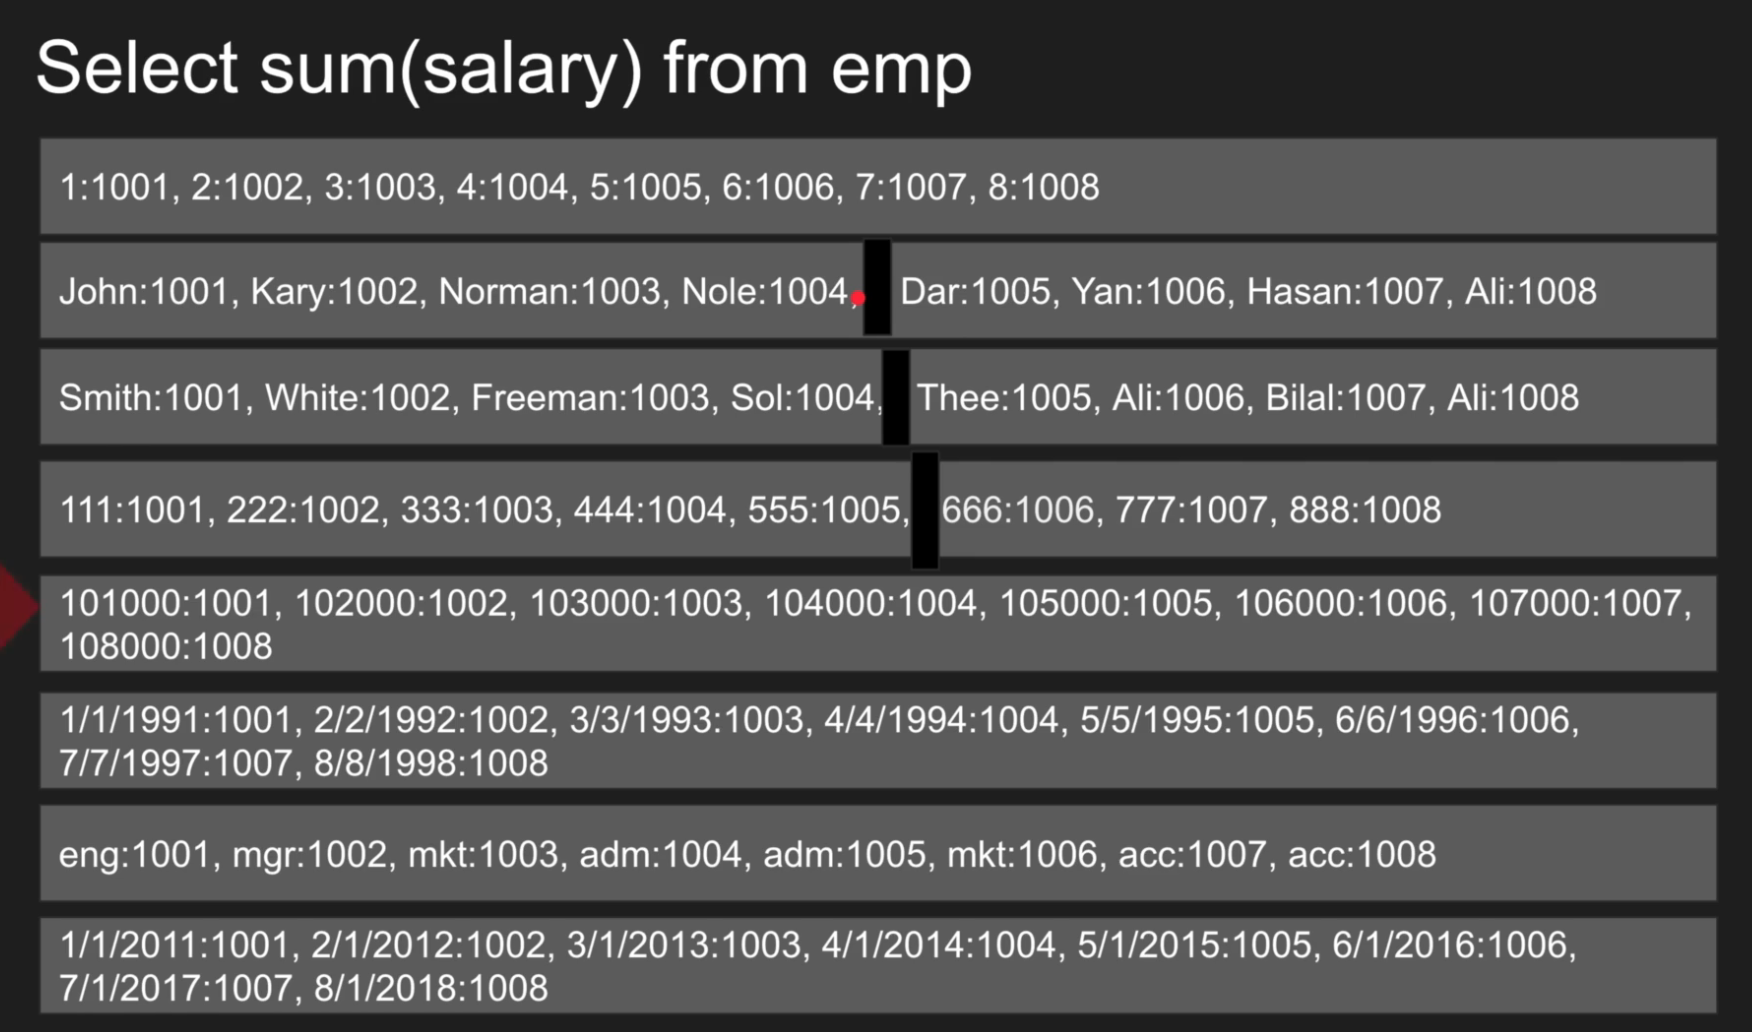 Select sum(salary) from emp
1:1001, 2:1002, 3:1003, 4:1004, 5:1005, 6:1006, 7:1007, 8:1008
John:1001, Kary:1002, Norman:1003, Nole:1004, Dar:1005, Yan:1006, Hasan:1007, Ali:1008
Smith:1001, White:1002, Freeman:1003, Sol:1004, Thee:1005, Ali:1006, Bilal:1007, Ali:1008
111:1001, 222:1002, 333:1003, 444:1004, 555:1005, 666:1006, 777:1007, 888:1008
101000:1001, 102000:1002, 103000:1003, 104000:1004, 105000:1005, 106000:1006, 107000:1007,
108000:1008
1/1/1991:1001, 2/2/1992:1002, 3/3/1993:1003, 4/4/1994:1004, 5/5/1995:1005, 6/6/1996:1006,
7/7/1997:1007, 8/8/1998:1008
eng:1001, mgr:1002, mkt:1003, adm:1004, adm:1005, mkt:1006, acc:1007, acc:1008
1/1/2011:1001, 2/1/2012:1002, 3/1/2013:1003, 4/1/2014:1004, 5/1/2015:1005, 6/1/2016:1006,
7/1/2017:1007, 8/1/2018:1008